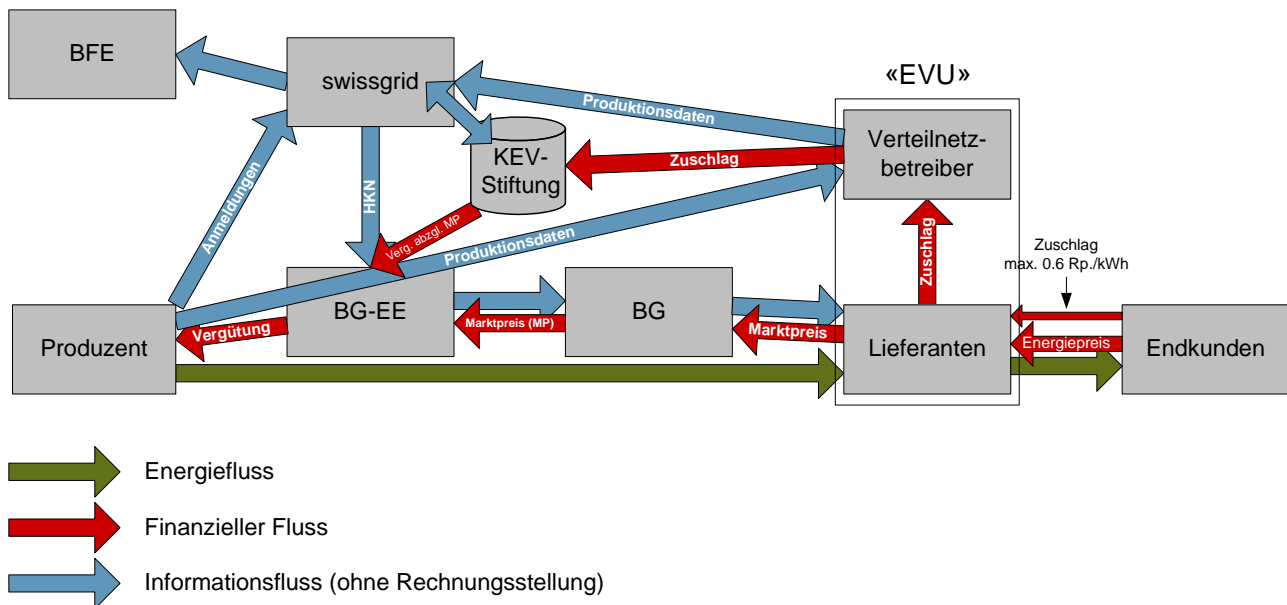 BFE
swissgrid
«EVU»
Produktionsdaten
Verteilnetz-
betreiber
KEV-
Stiftung
Zuschlag
Anmeldungen
HKN
Verg. abzgl. MP
Produktionsdaten
Zuschlag
Zuschlag
max. 0.6 Rp./kWh
Produzent
Vergütung
BG-EE
Marktpreis (MP)
BG
Marktpreis
Lieferanten
Energiepreis
Endkunden
Energiefluss
Finanzieller Fluss
Informationsfluss (ohne Rechnungsstellung)